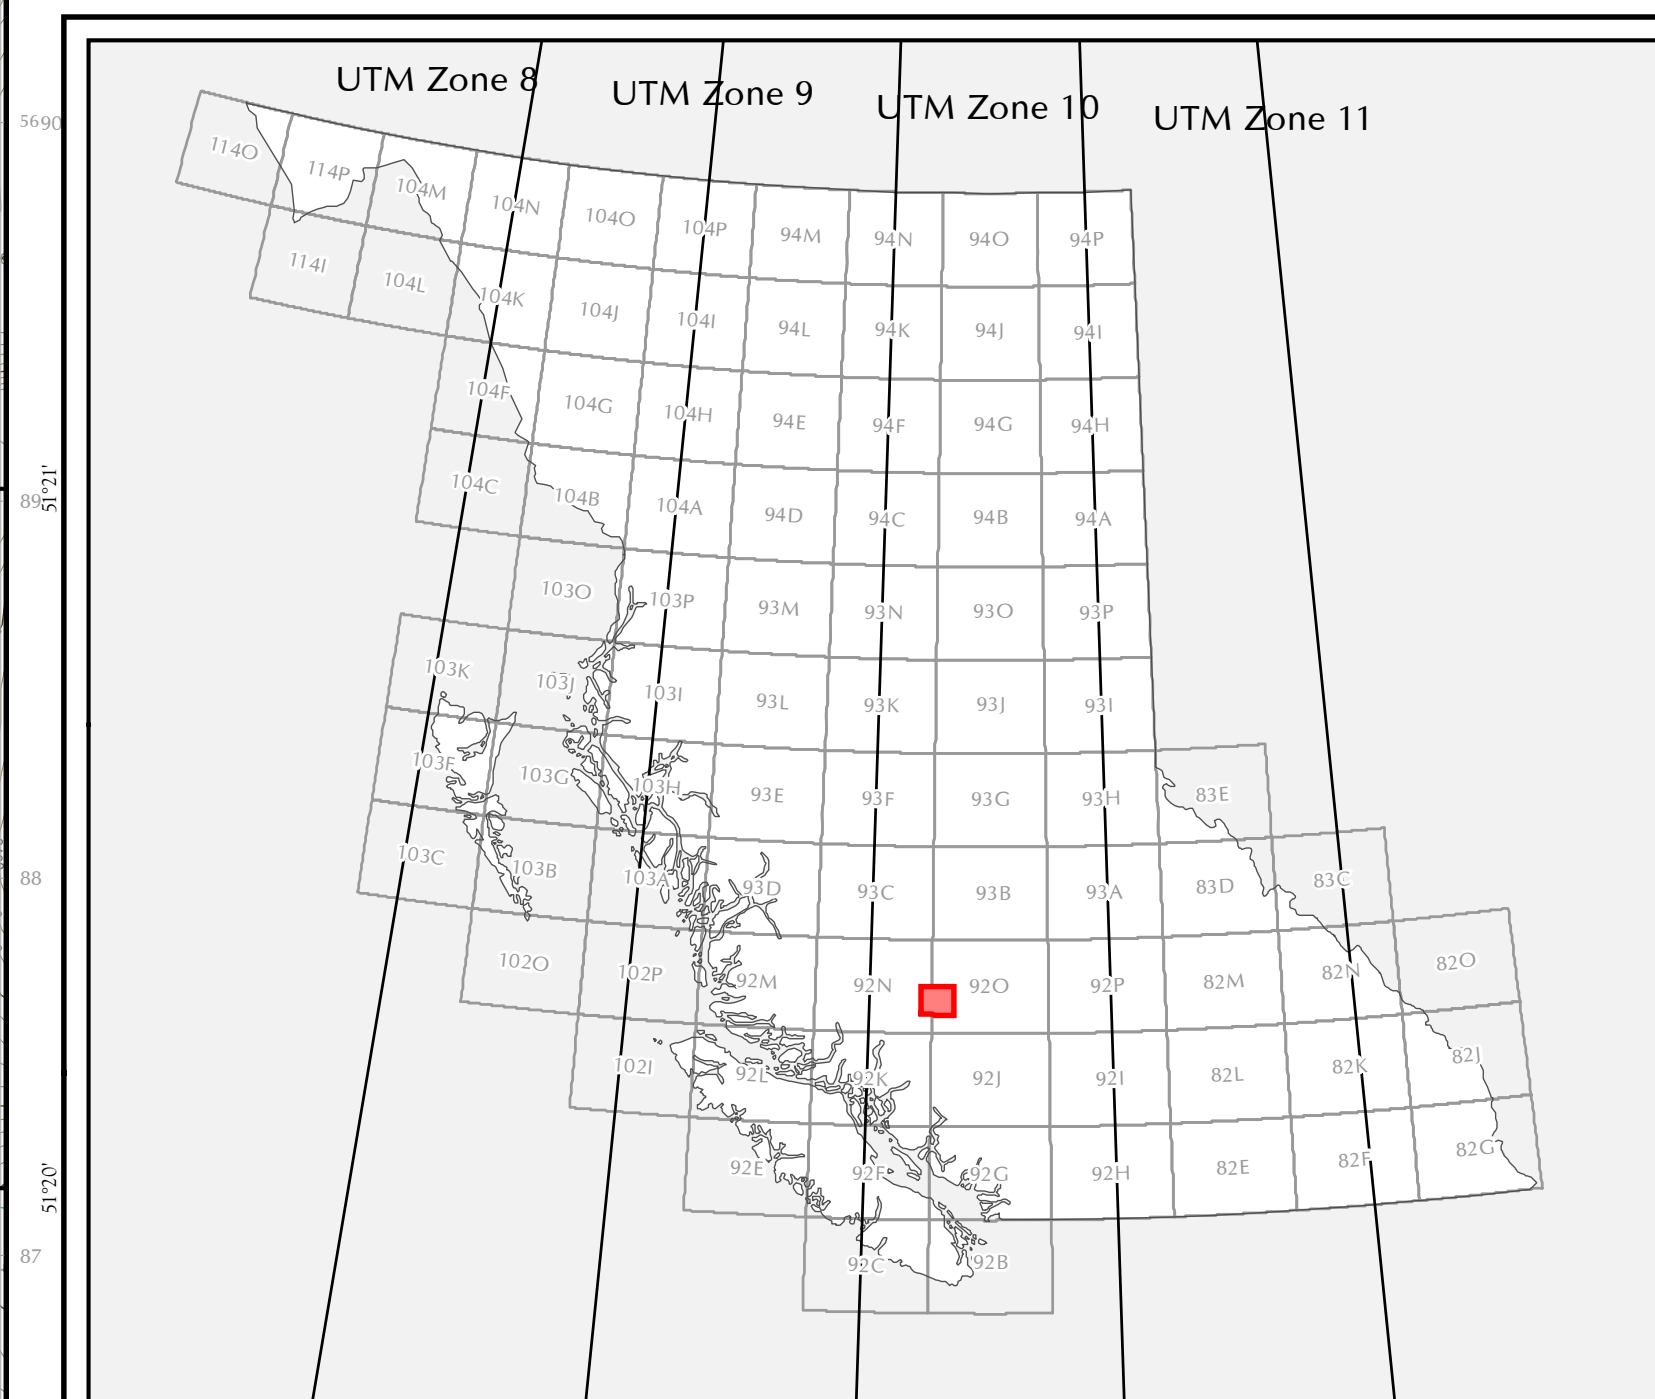 UTM Zone 8
UTM Zone 9
UTM Zone 10
UTM Zone 11
5690
89
51°21'
88
51°20'
87
114O 114P 104M 104N 104O 104P 94M 94N 94O 94P
114I 104L 104K 104J 104I 94L 94K 94J 94I
104F 104G 104H 94E 94F 94G 94H
104C 104B 104A 94D 94C 94B 94A
103O 103P 93M 93N 93O 93P
103K 103J 103I 93L 93K 93J 93I
103F 103G 103H 93E 93F 93G 93H 83E
103C 103B 103A 93D 93C 93B 93A 83D 83C
102O 102P 92M 92N 92O 92P 82M 82N 82O
102I 92L 92K 92J 92I 82L 82K 82J
92E 92F 92G 92H 82E 82F 82G
92C 92B